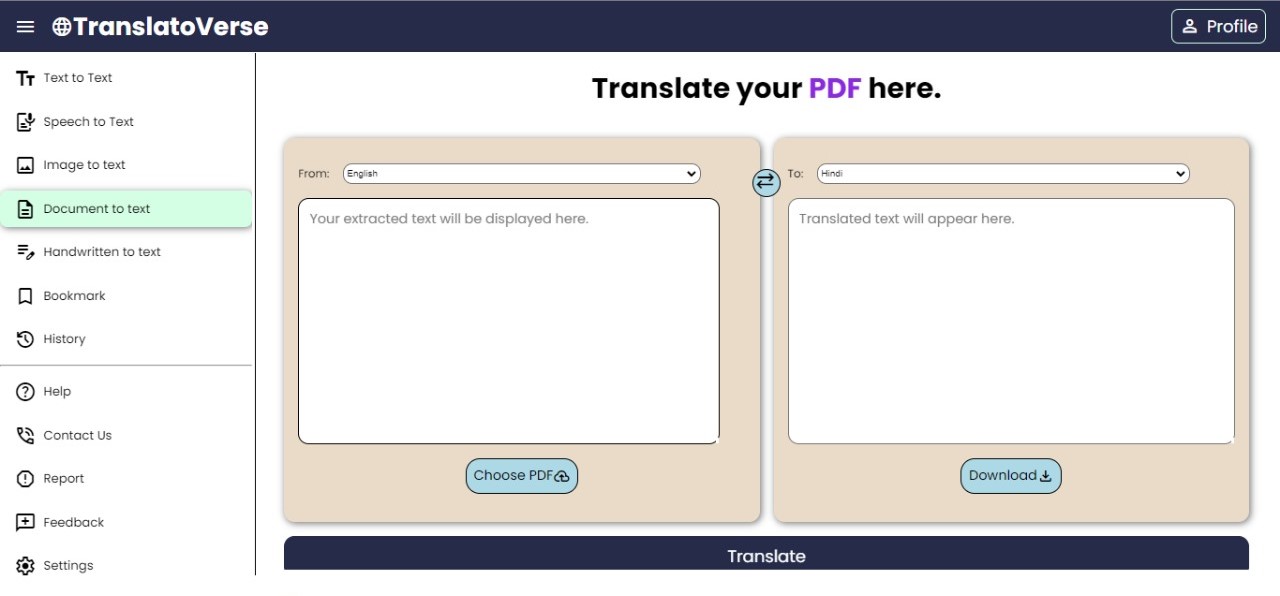 TranslatoVerse
Profile
Text to Text
Speech to Text
Image to text
Document to text
Handwritten to text
Bookmark
History
Help
Contact Us
Report
Feedback
Settings
Translate your PDF here.
From: English
Your extracted text will be displayed here.
Choose PDF
To: Hindi
Translated text will appear here.
Download
Translate